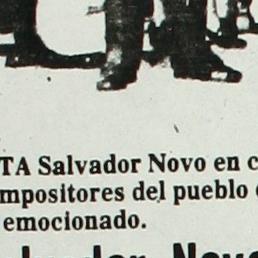 TA Salvador Novo en c
mpositores del pueblo
emocionado.